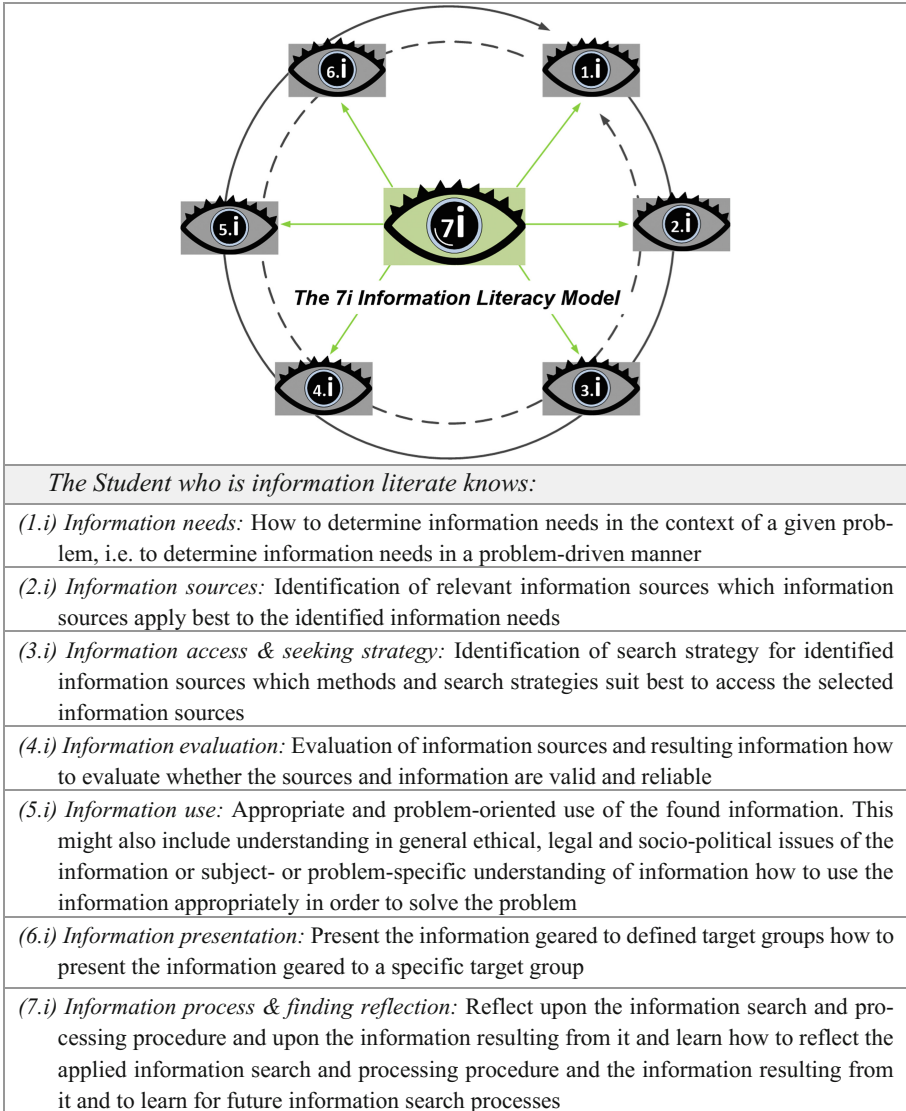 6.i
1.i
5.i
7i
2.i
The 7i Information Literacy Model
4.i
3.i
The Student who is information literate knows:
(1.i) Information needs: How to determine information needs in the context of a given prob-
lem, i.e. to determine information needs in a problem-driven manner
(2.i) Information sources: Identification of relevant information sources which information
sources apply best to the identified information needs
(3.i) Information access & seeking strategy: Identification of search strategy for identified
information sources which methods and search strategies suit best to access the selected
information sources
(4.i) Information evaluation: Evaluation of information sources and resulting information how
to evaluate whether the sources and information are valid and reliable
(5.i) Information use: Appropriate and problem-oriented use of the found information. This
might also include understanding in general ethical, legal and socio-political issues of the
information or subject- or problem-specific understanding of information how to use the
information appropriately in order to solve the problem
(6.i) Information presentation: Present the information geared to defined target groups how to
present the information geared to a specific target group
(7.i) Information process & finding reflection: Reflect upon the information search and pro-
cessing procedure and upon the information resulting from it and learn how to reflect the
applied information search and processing procedure and the information resulting from
it and to learn for future information search processes